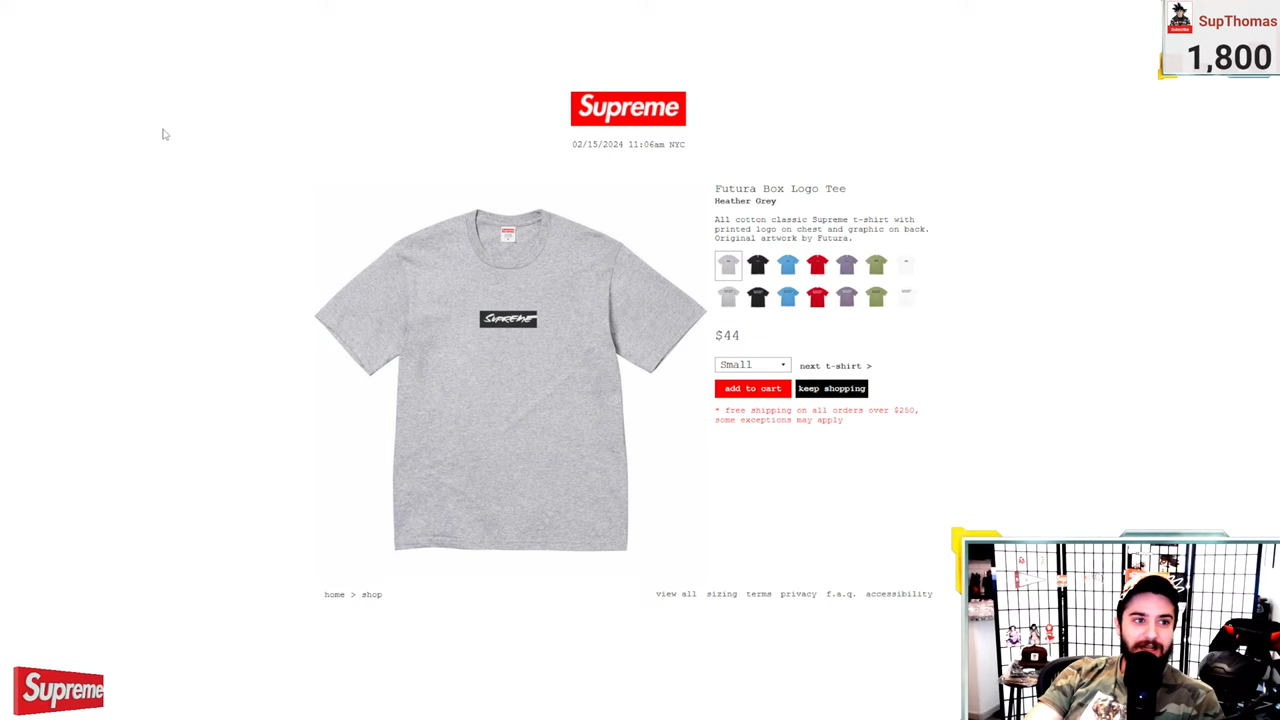 SupThomas
Subscribe
1,800
Supreme
02/15/2024 11:06am NYC
Futura Box Logo Tee
Heather Grey
All cotton classic Supreme t-shirt with
printed logo on chest and graphic on back.
Original artwork by Futura.
Supreme
$44
Small
next t-shirt >
add to cart
keep shopping
* free shipping on all orders over $250,
some exceptions may apply
home > shop
view all sizing terms privacy f.a.q. accessibility
Supreme